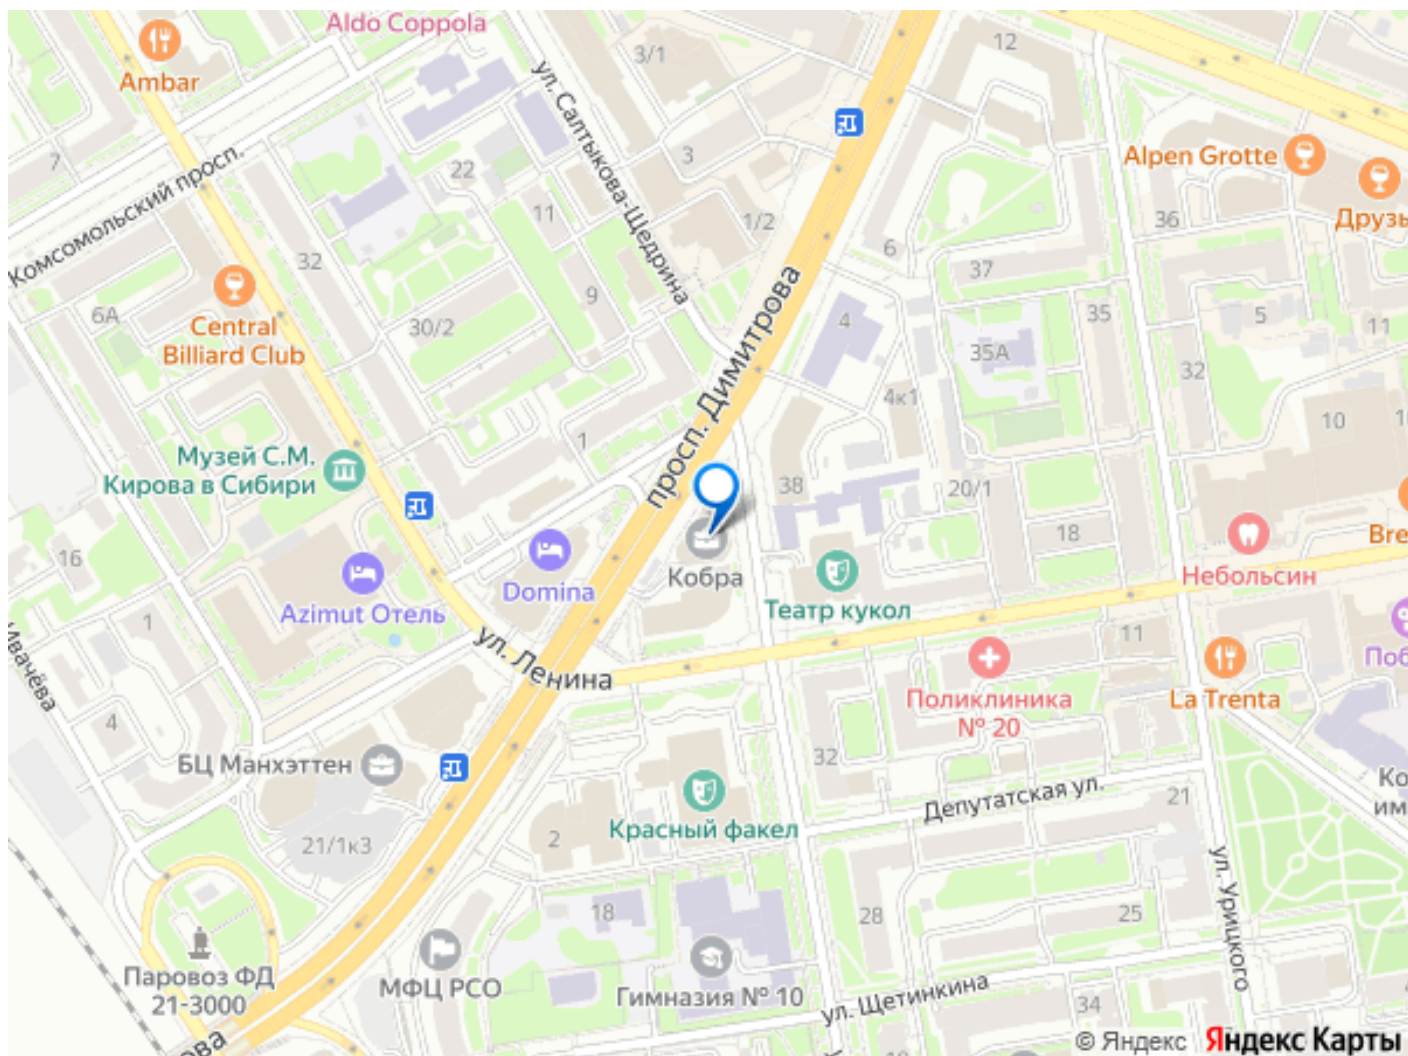 Aldo Coppola
Ambar
3/1
12
ул. Салтыкова-Щедрина
7
Комсомольский просп.
22
3
Alpen Grotte
11
36
1/2
6
32
37
9
4
35
5
11
6А
30/2
Central
Billiard Club
просп. Димитрова
35А
32
4к1
10
1
Музей С.М.
Кирова в Сибири
38
20/1
18
16
Domina
Кобра
Небольсин
Azimut Отель
Театр кукол
1
11
ул. Ленина
Поликлиника
№ 20
La Trenta
4
БЦ Манхэттен
32
Депутатская ул.
21
Красный факел
2
21/1к3
ул. Урицкого
18
28
25
Паровоз ФД
21-3000
МФЦ РСО
Гимназия № 10
ул. Щетинкина
34
© Яндекс Яндекс Карты